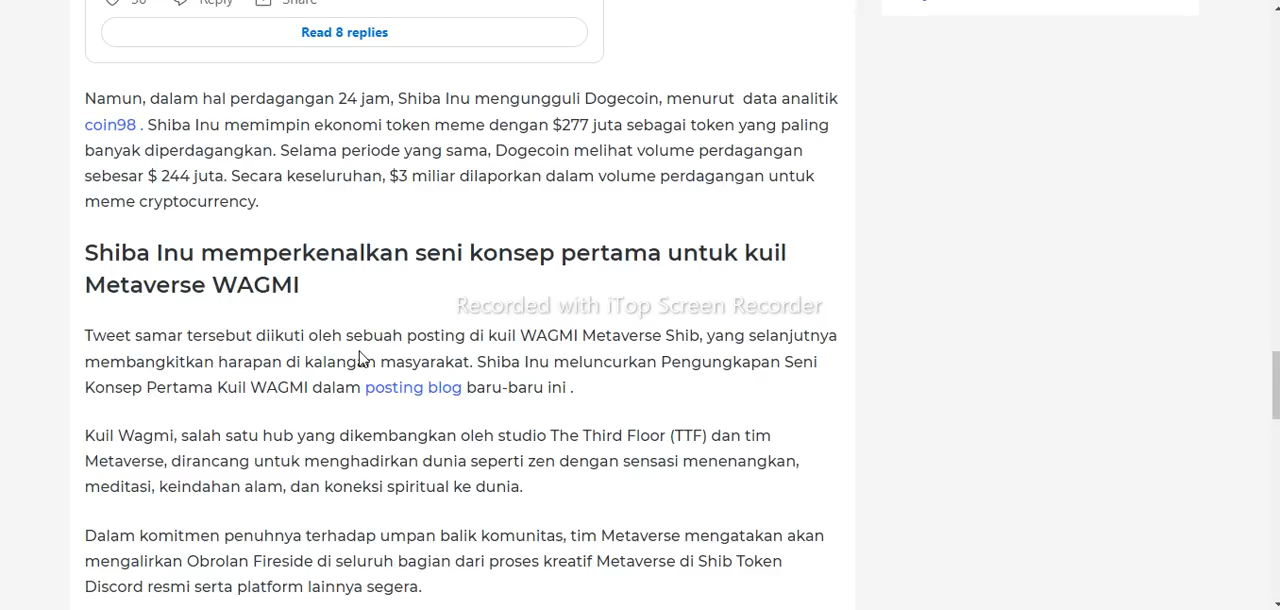 Read 8 replies
Namun, dalam hal perdagangan 24 jam, Shiba Inu mengungguli Dogecoin, menurut data analitik
coin98 . Shiba Inu memimpin ekonomi token meme dengan $277 juta sebagai token yang paling
banyak diperdagangkan. Selama periode yang sama, Dogecoin melihat volume perdagangan
sebesar $ 244 juta. Secara keseluruhan, $3 miliar dilaporkan dalam volume perdagangan untuk
meme cryptocurrency.
Shiba Inu memperkenalkan seni konsep pertama untuk kuil
Metaverse WAGMI
Recorded with iTop Screen Recorder
Tweet samar tersebut diikuti oleh sebuah posting di kuil WAGMI Metaverse Shib, yang selanjutnya
membangkitkan harapan di kalangan masyarakat. Shiba Inu meluncurkan Pengungkapan Seni
Konsep Pertama Kuil WAGMI dalam posting blog baru-baru ini .
Kuil Wagmi, salah satu hub yang dikembangkan oleh studio The Third Floor (TTF) dan tim
Metaverse, dirancang untuk menghadirkan dunia seperti zen dengan sensasi menenangkan,
meditasi, keindahan alam, dan koneksi spiritual ke dunia.
Dalam komitmen penuhnya terhadap umpan balik komunitas, tim Metaverse mengatakan akan
mengalirkan Obrolan Fireside di seluruh bagian dari proses kreatif Metaverse di Shib Token
Discord resmi serta platform lainnya segera.